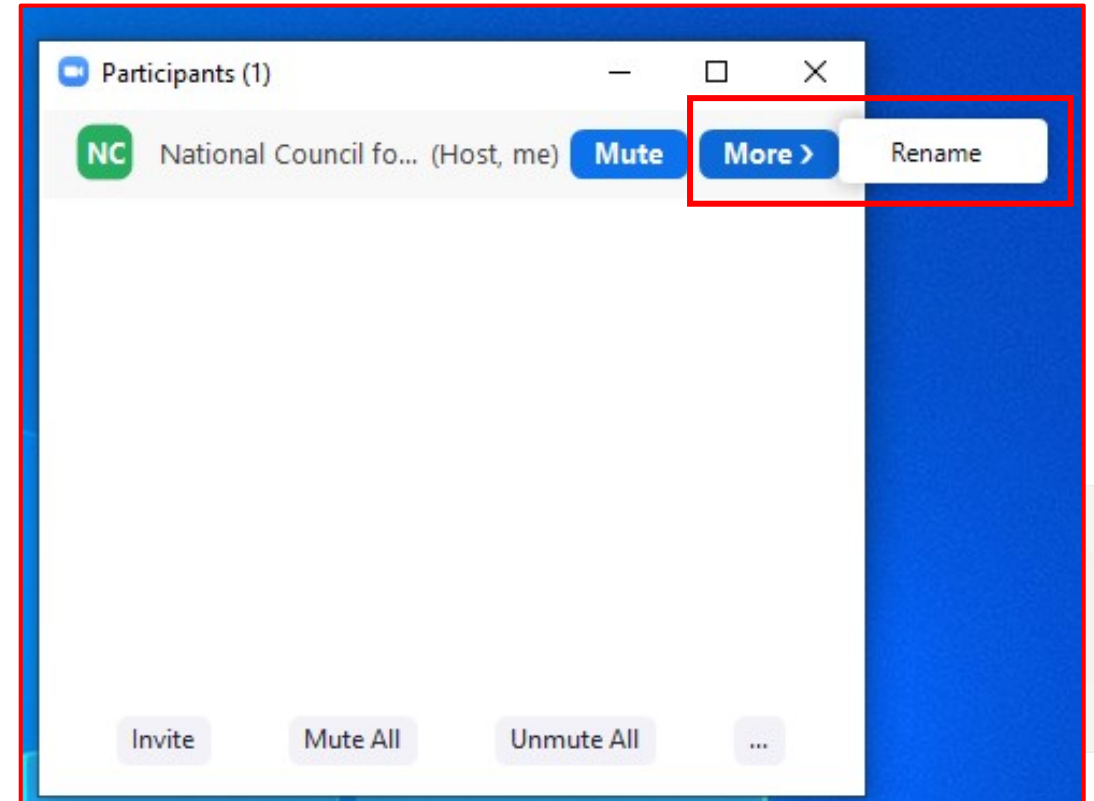 Participants (1)
NC National Council fo... (Host, me) Mute More > Rename
Invite Mute All Unmute All ...